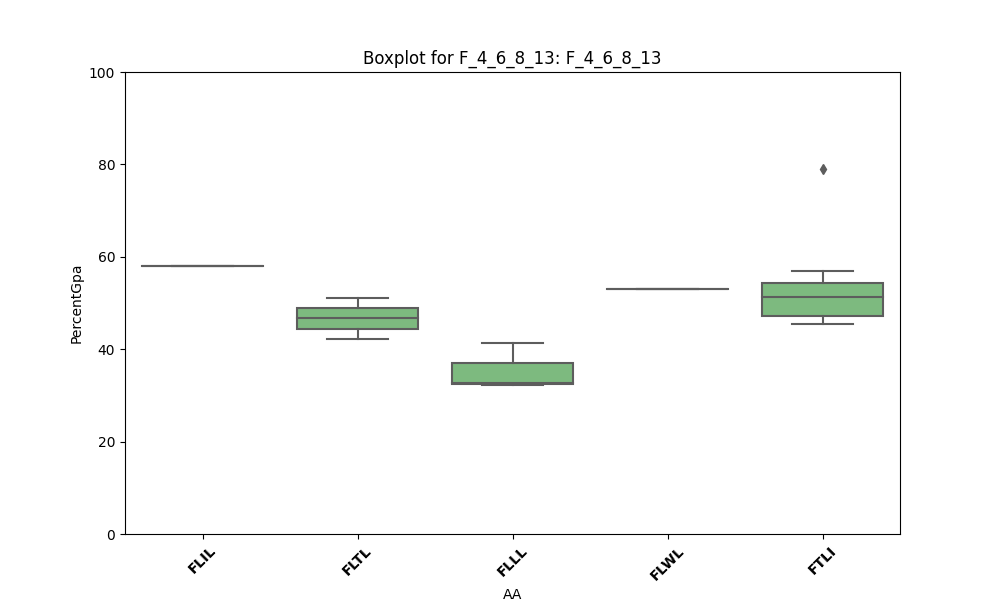 Boxplot for F_4_6_8_13: F_4_6_8_13
100
80
60
40
20
0
PercentGpa
FLIL
FLTL
FLLL
FLWL
FTLI
AA